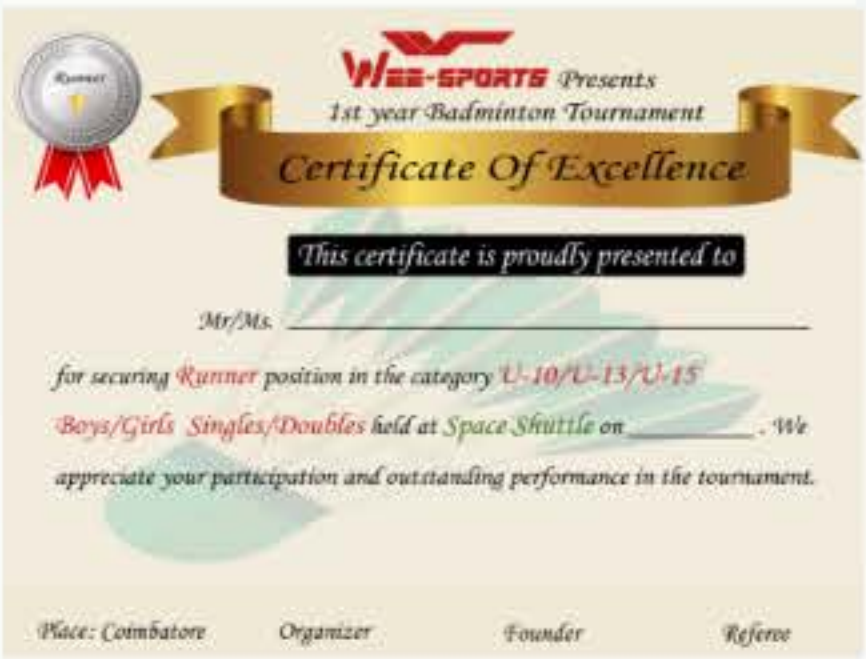 Runner
WEE-SPORTS Presents
1st year Badminton Tournament
Certificate Of Excellence
This certificate is proudly presented to
Mr/Ms.
for securing Runner position in the category U-10/U-13/U-15
Boys/Girls Singles/Doubles held at Space Shuttle on ____________. We
appreciate your participation and outstanding performance in the tournament.
Place: Coimbatore Organizer Founder Referee